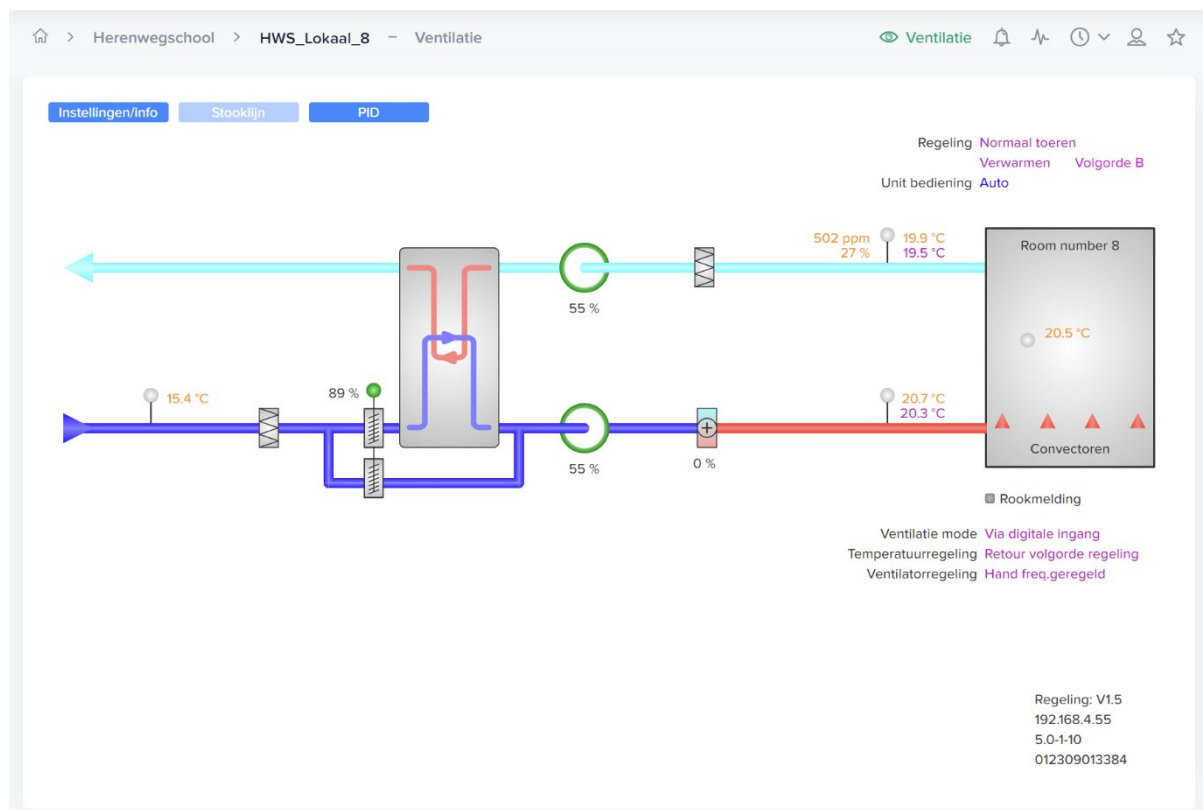 Herenwegschool > HWS_Lokaal_8 – Ventilatie
Ventilatie
Instellingen/info
Stooklijn
PID
Regeling Normaal toeren
Verwarmen Volgorde B
Unit bediening Auto
502 ppm 19.9 °C
27 % 19.5 °C
Room number 8
55 %
20.5 °C
15.4 °C
89 %
20.7 °C
20.3 °C
Convectoren
55 %
0 %
Rookmelding
Ventilatie mode Via digitale ingang
Temperatuurregeling Retour volgorde regeling
Ventilatorregeling Hand freq.geregeld
Regeling: V1.5
192.168.4.55
5.0-1-10
012309013384